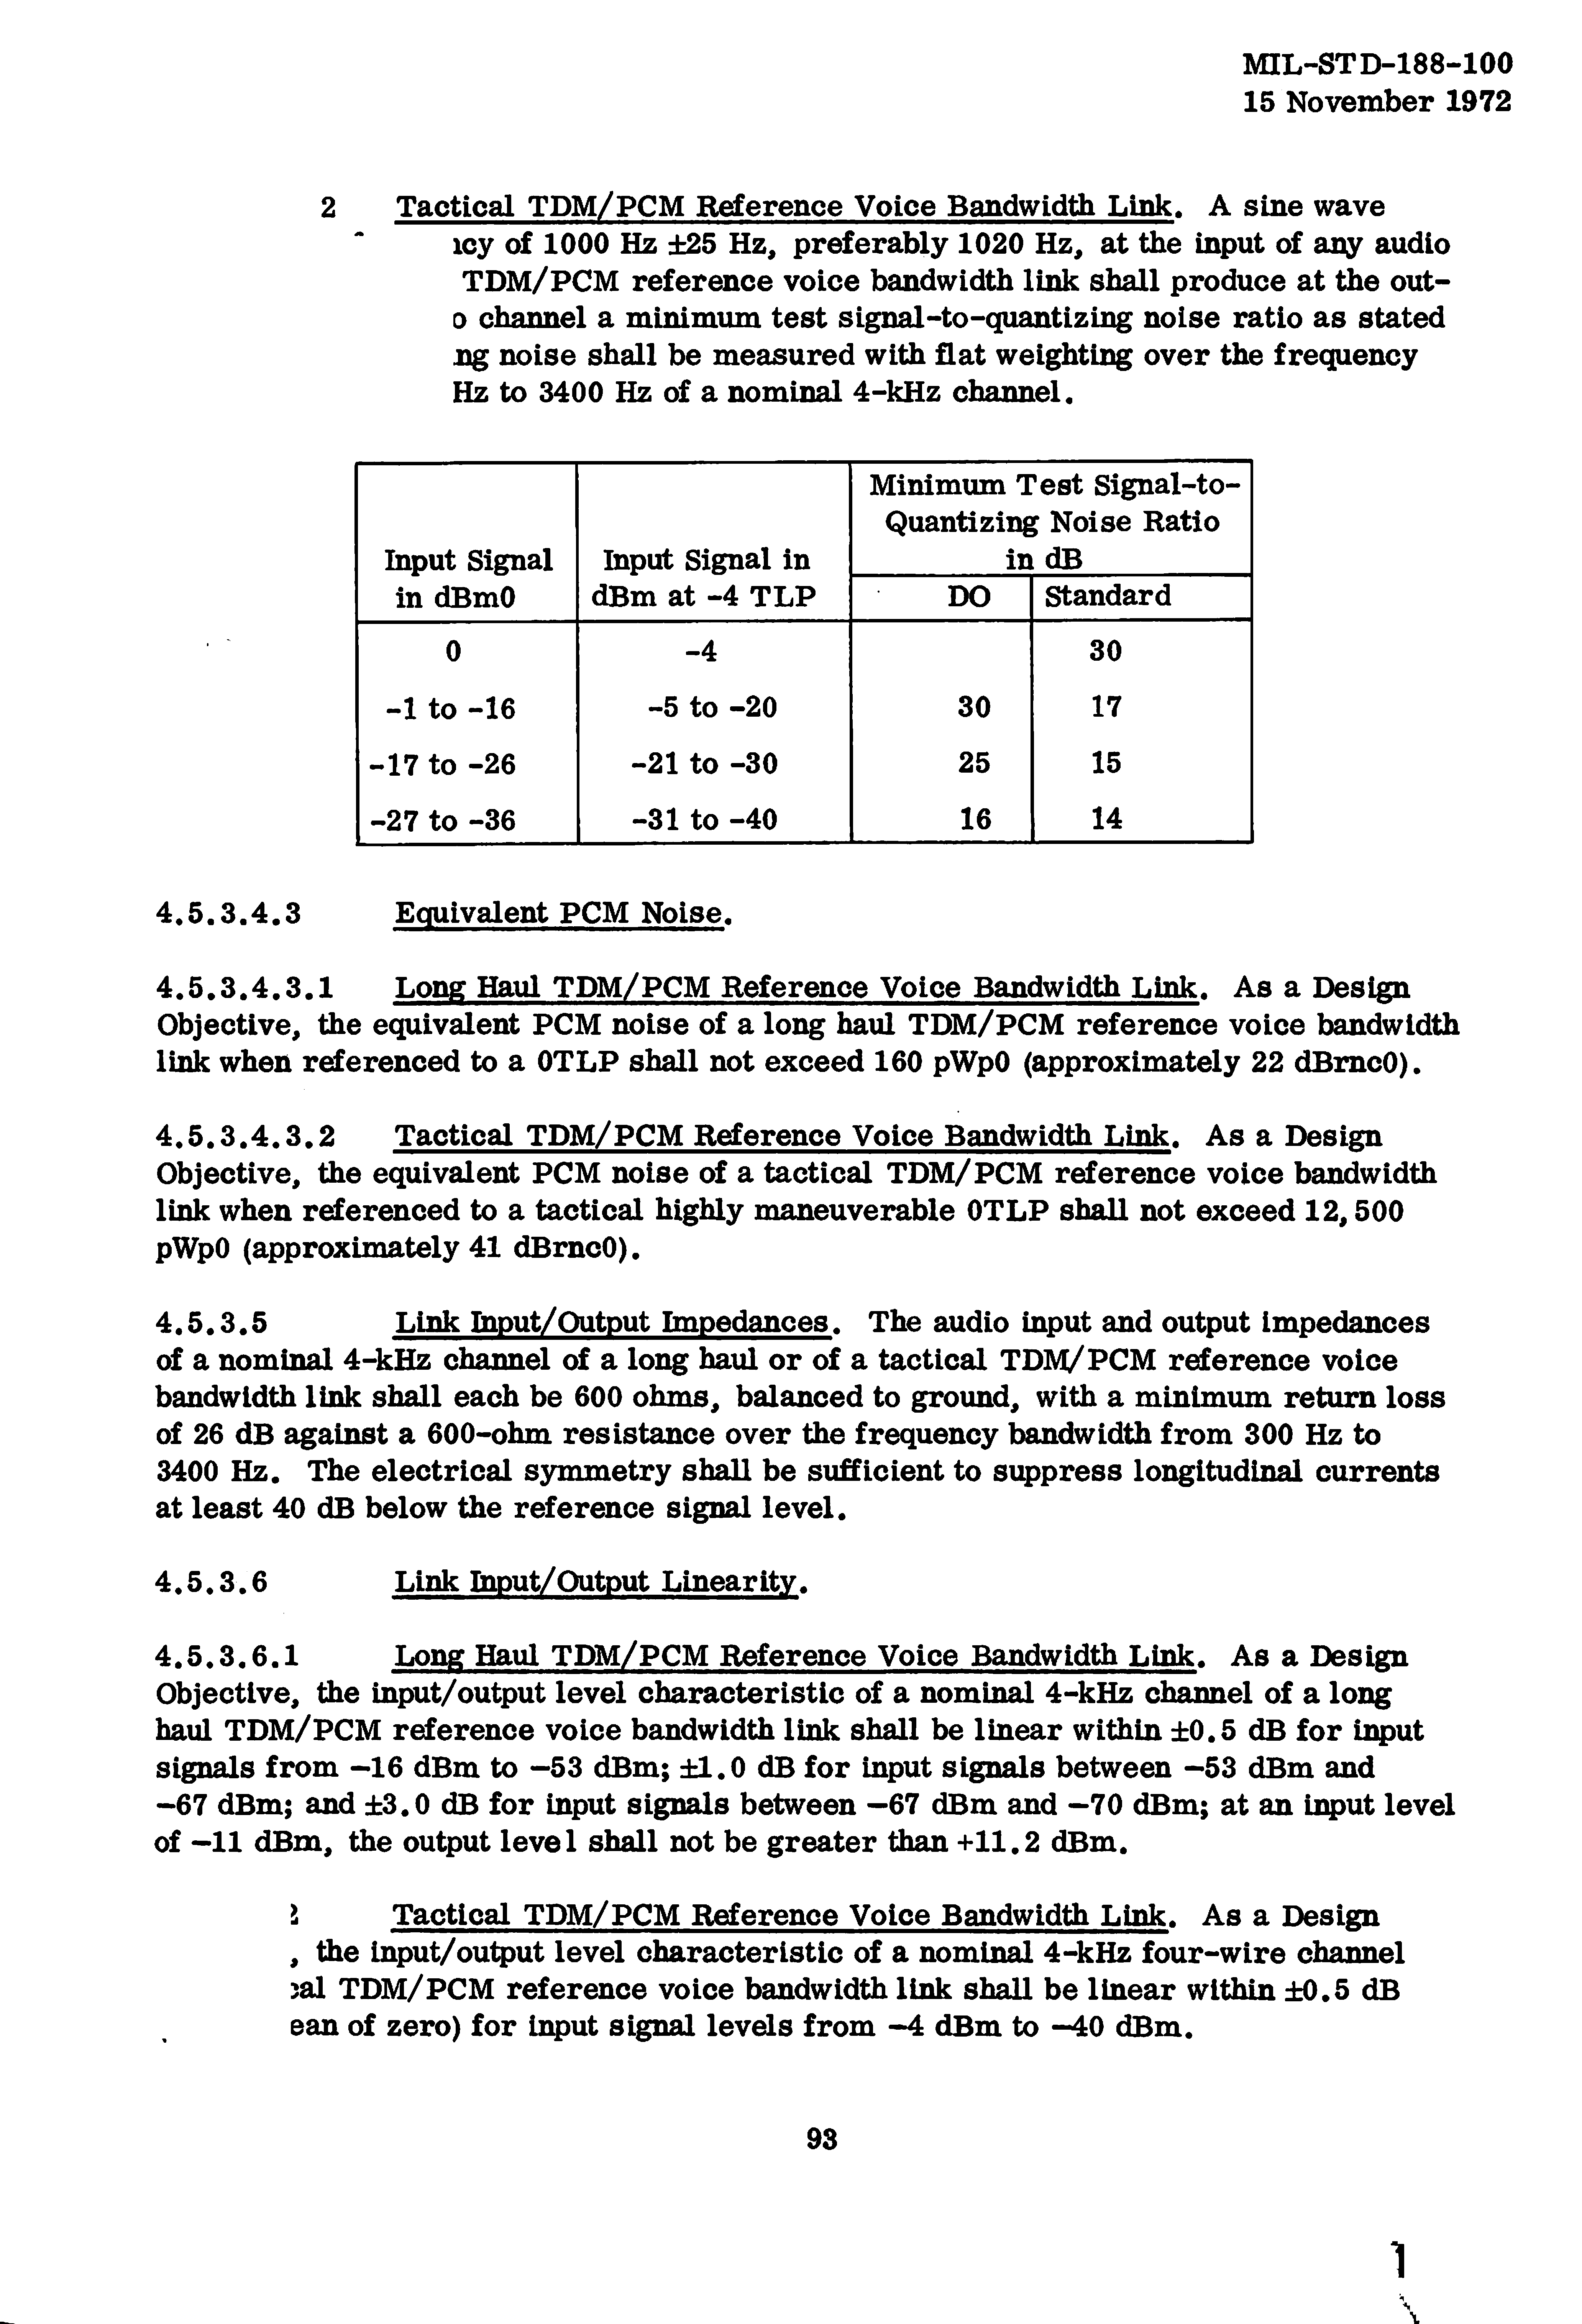 MIL-STD-188-100
15 November 1972
2 Tactical TDM/PCM Reference Voice Bandwidth Link. A sine wave
of 1000 Hz ±25 Hz, preferably 1020 Hz, at the input of any audio
TDM/PCM reference voice bandwidth link shall produce at the out-
channel a minimum test signal-to-quantizing noise ratio as stated
noise shall be measured with flat weighting over the frequency
Hz to 3400 Hz of a nominal 4-kHz channel.
Minimum Test Signal-to-
Quantizing Noise Ratio
Input Signal Input Signal in in dB
in dBm0 dBm at -4 TLP DO Standard
0 -4 30
-1 to -16 -5 to -20 30 17
-17 to -26 -21 to -30 25 15
-27 to -36 -31 to -40 16 14
4.5.3.4.3 Equivalent PCM Noise.
4.5.3.4.3.1 Long Haul TDM/PCM Reference Voice Bandwidth Link. As a Design
Objective, the equivalent PCM noise of a long haul TDM/PCM reference voice bandwidth
link when referenced to a 0TLP shall not exceed 160 pWp0 (approximately 22 dBrnc0).
4.5.3.4.3.2 Tactical TDM/PCM Reference Voice Bandwidth Link. As a Design
Objective, the equivalent PCM noise of a tactical TDM/PCM reference voice bandwidth
link when referenced to a tactical highly maneuverable 0TLP shall not exceed 12,500
pWp0 (approximately 41 dBrnc0).
4.5.3.5 Link Input/Output Impedances. The audio input and output impedances
of a nominal 4-kHz channel of a long haul or of a tactical TDM/PCM reference voice
bandwidth link shall each be 600 ohms, balanced to ground, with a minimum return loss
of 26 dB against a 600-ohm resistance over the frequency bandwidth from 300 Hz to
3400 Hz. The electrical symmetry shall be sufficient to suppress longitudinal currents
at least 40 dB below the reference signal level.
4.5.3.6 Link Input/Output Linearity.
4.5.3.6.1 Long Haul TDM/PCM Reference Voice Bandwidth Link. As a Design
Objective, the input/output level characteristic of a nominal 4-kHz channel of a long
haul TDM/PCM reference voice bandwidth link shall be linear within ±0.5 dB for input
signals from -16 dBm to -53 dBm; ±1.0 dB for input signals between -53 dBm and
-67 dBm; and ±3.0 dB for input signals between -67 dBm and -70 dBm; at an input level
of -11 dBm, the output level shall not be greater than +11.2 dBm.
Tactical TDM/PCM Reference Voice Bandwidth Link. As a Design
, the input/output level characteristic of a nominal 4-kHz four-wire channel
TDM/PCM reference voice bandwidth link shall be linear within ±0.5 dB
of zero) for input signal levels from -4 dBm to -40 dBm.
93